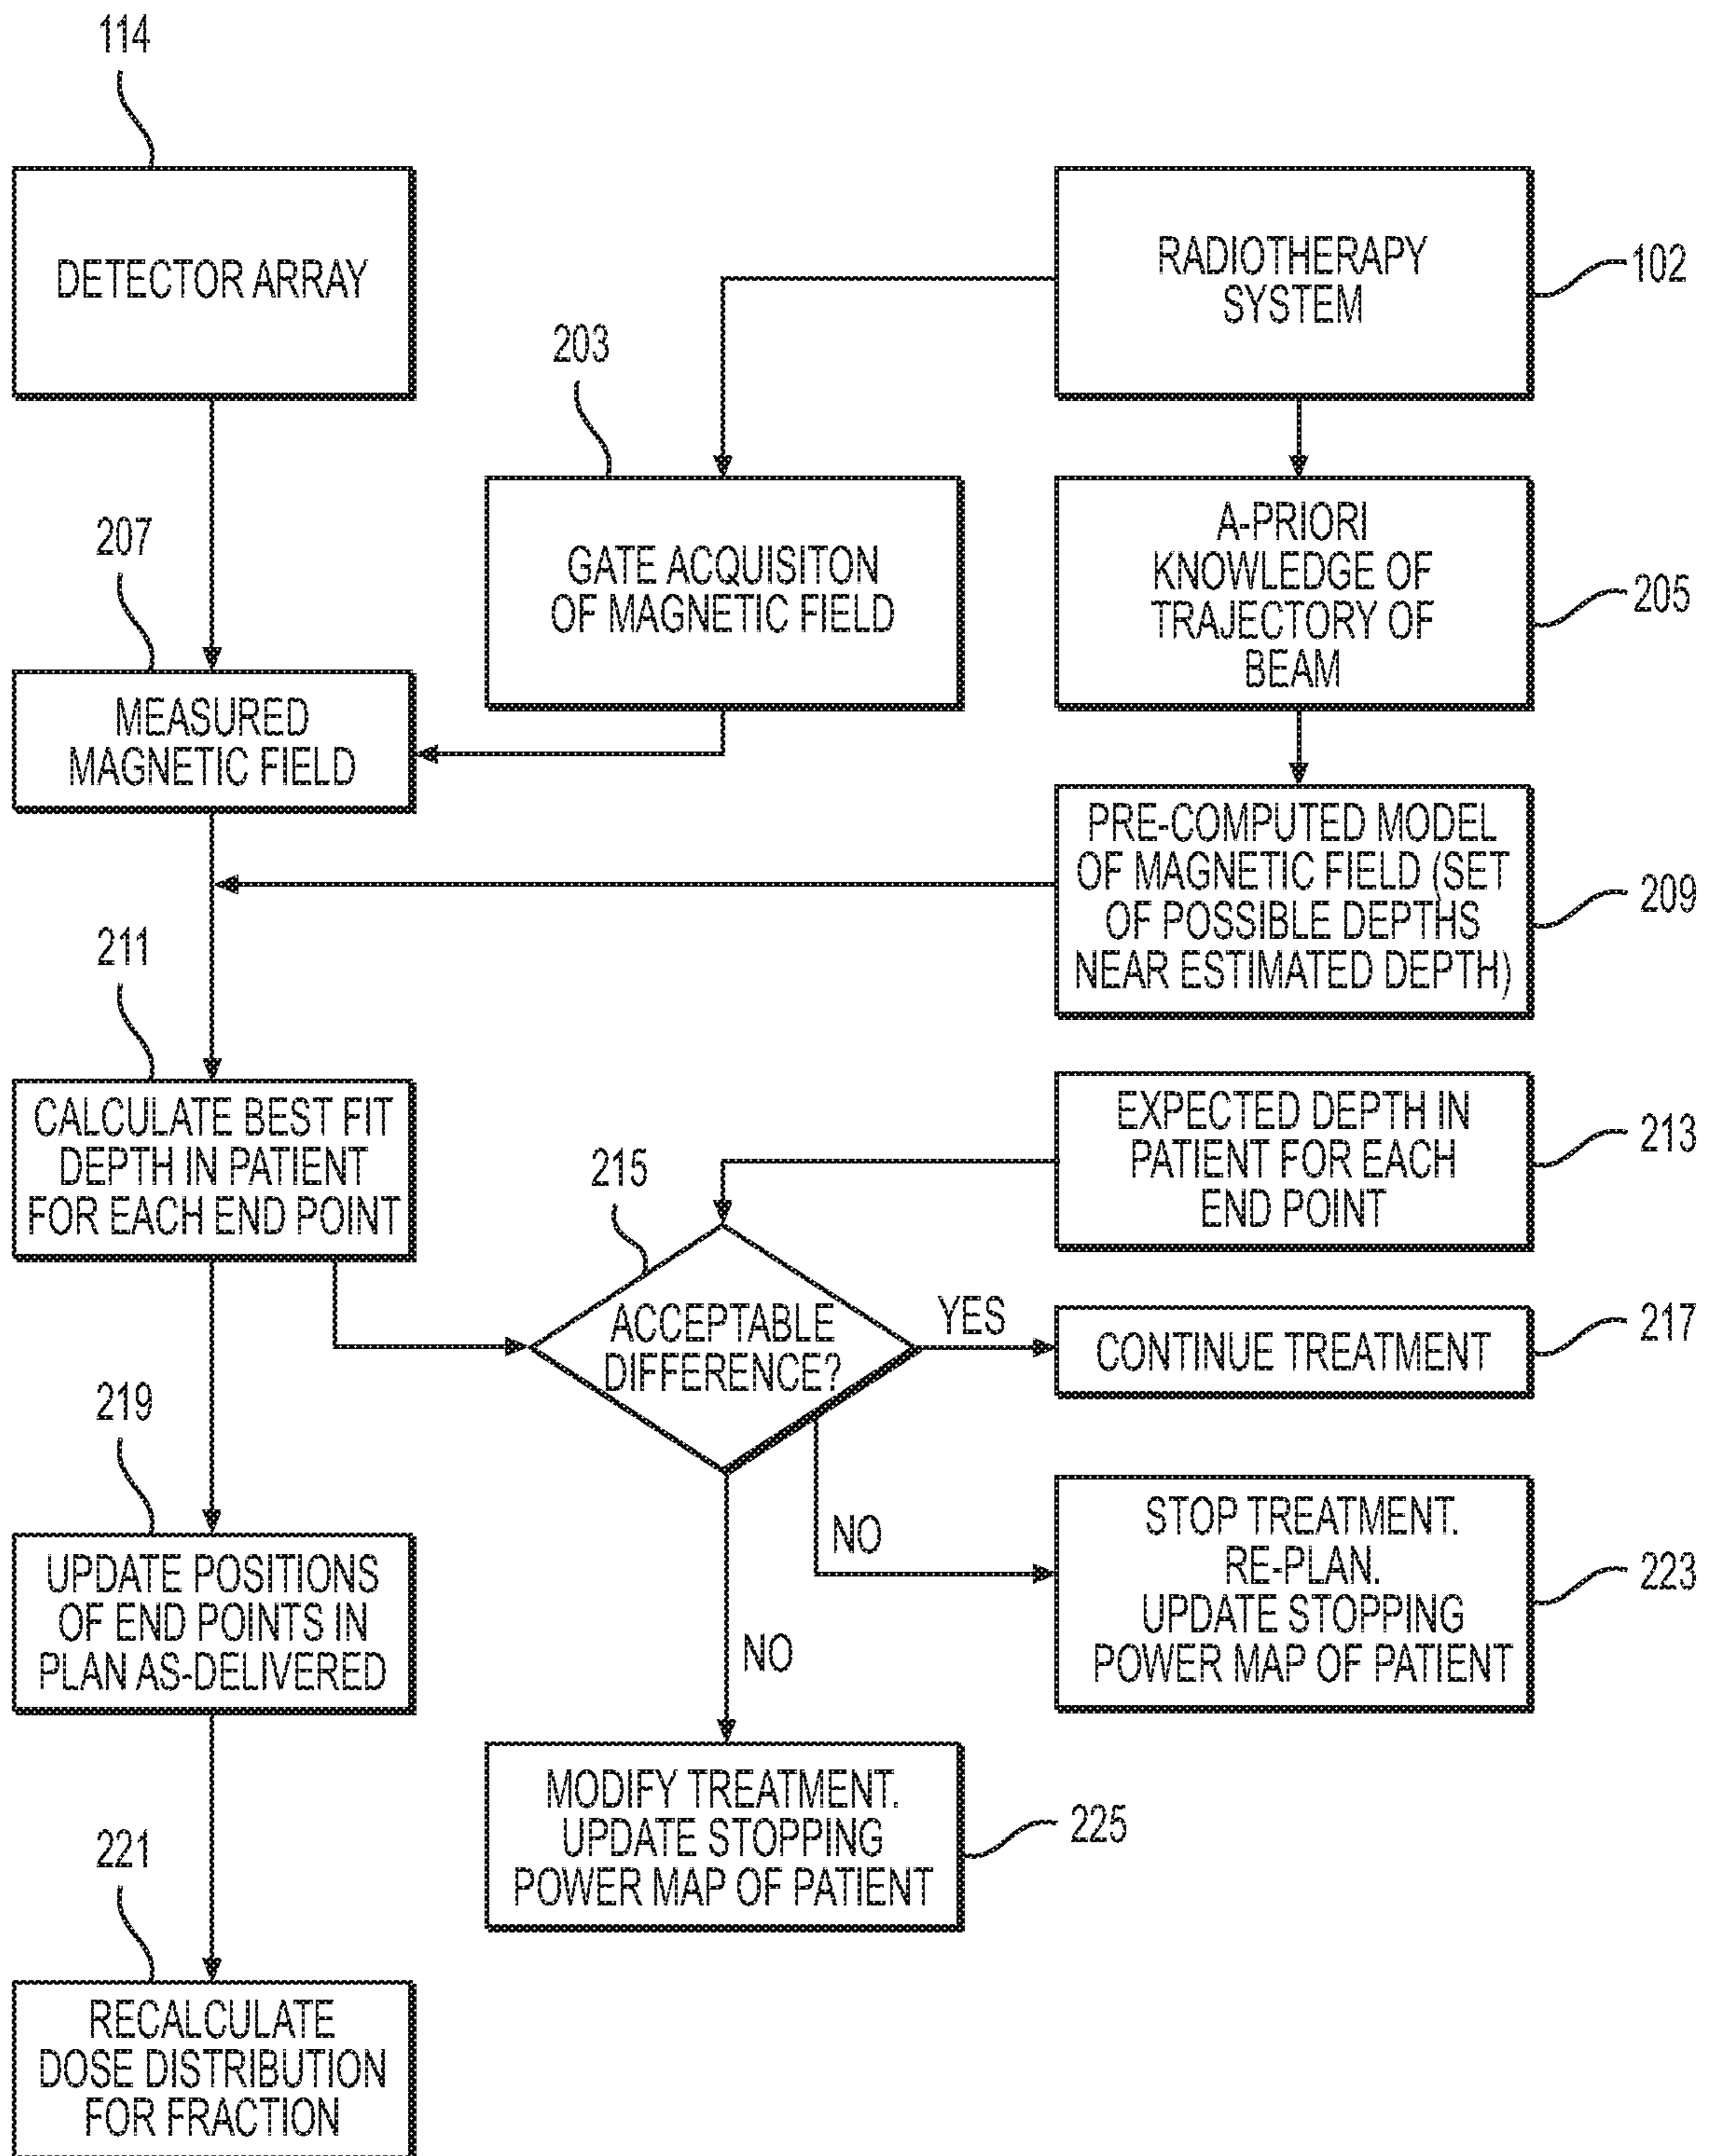 114
DETECTOR ARRAY
RADIOTHERAPY
SYSTEM
102
203
GATE ACQUISITON
OF MAGNETIC FIELD
A-PRIORI
KNOWLEDGE OF
TRAJECTORY OF
BEAM
205
207
MEASURED
MAGNETIC FIELD
PRE-COMPUTED MODEL
OF MAGNETIC FIELD (SET
OF POSSIBLE DEPTHS
NEAR ESTIMATED DEPTH)
209
211
CALCULATE BEST FIT
DEPTH IN PATIENT
FOR EACH END POINT
EXPECTED DEPTH IN
PATIENT FOR EACH
END POINT
213
215
ACCEPTABLE
DIFFERENCE?
YES
CONTINUE TREATMENT
217
219
UPDATE POSITIONS
OF END POINTS IN
PLAN AS-DELIVERED
NO
STOP TREATMENT.
RE-PLAN.
UPDATE STOPPING
POWER MAP OF PATIENT
223
NO
MODIFY TREATMENT.
UPDATE STOPPING
POWER MAP OF PATIENT
225
221
RECALCULATE
DOSE DISTRIBUTION
FOR FRACTION